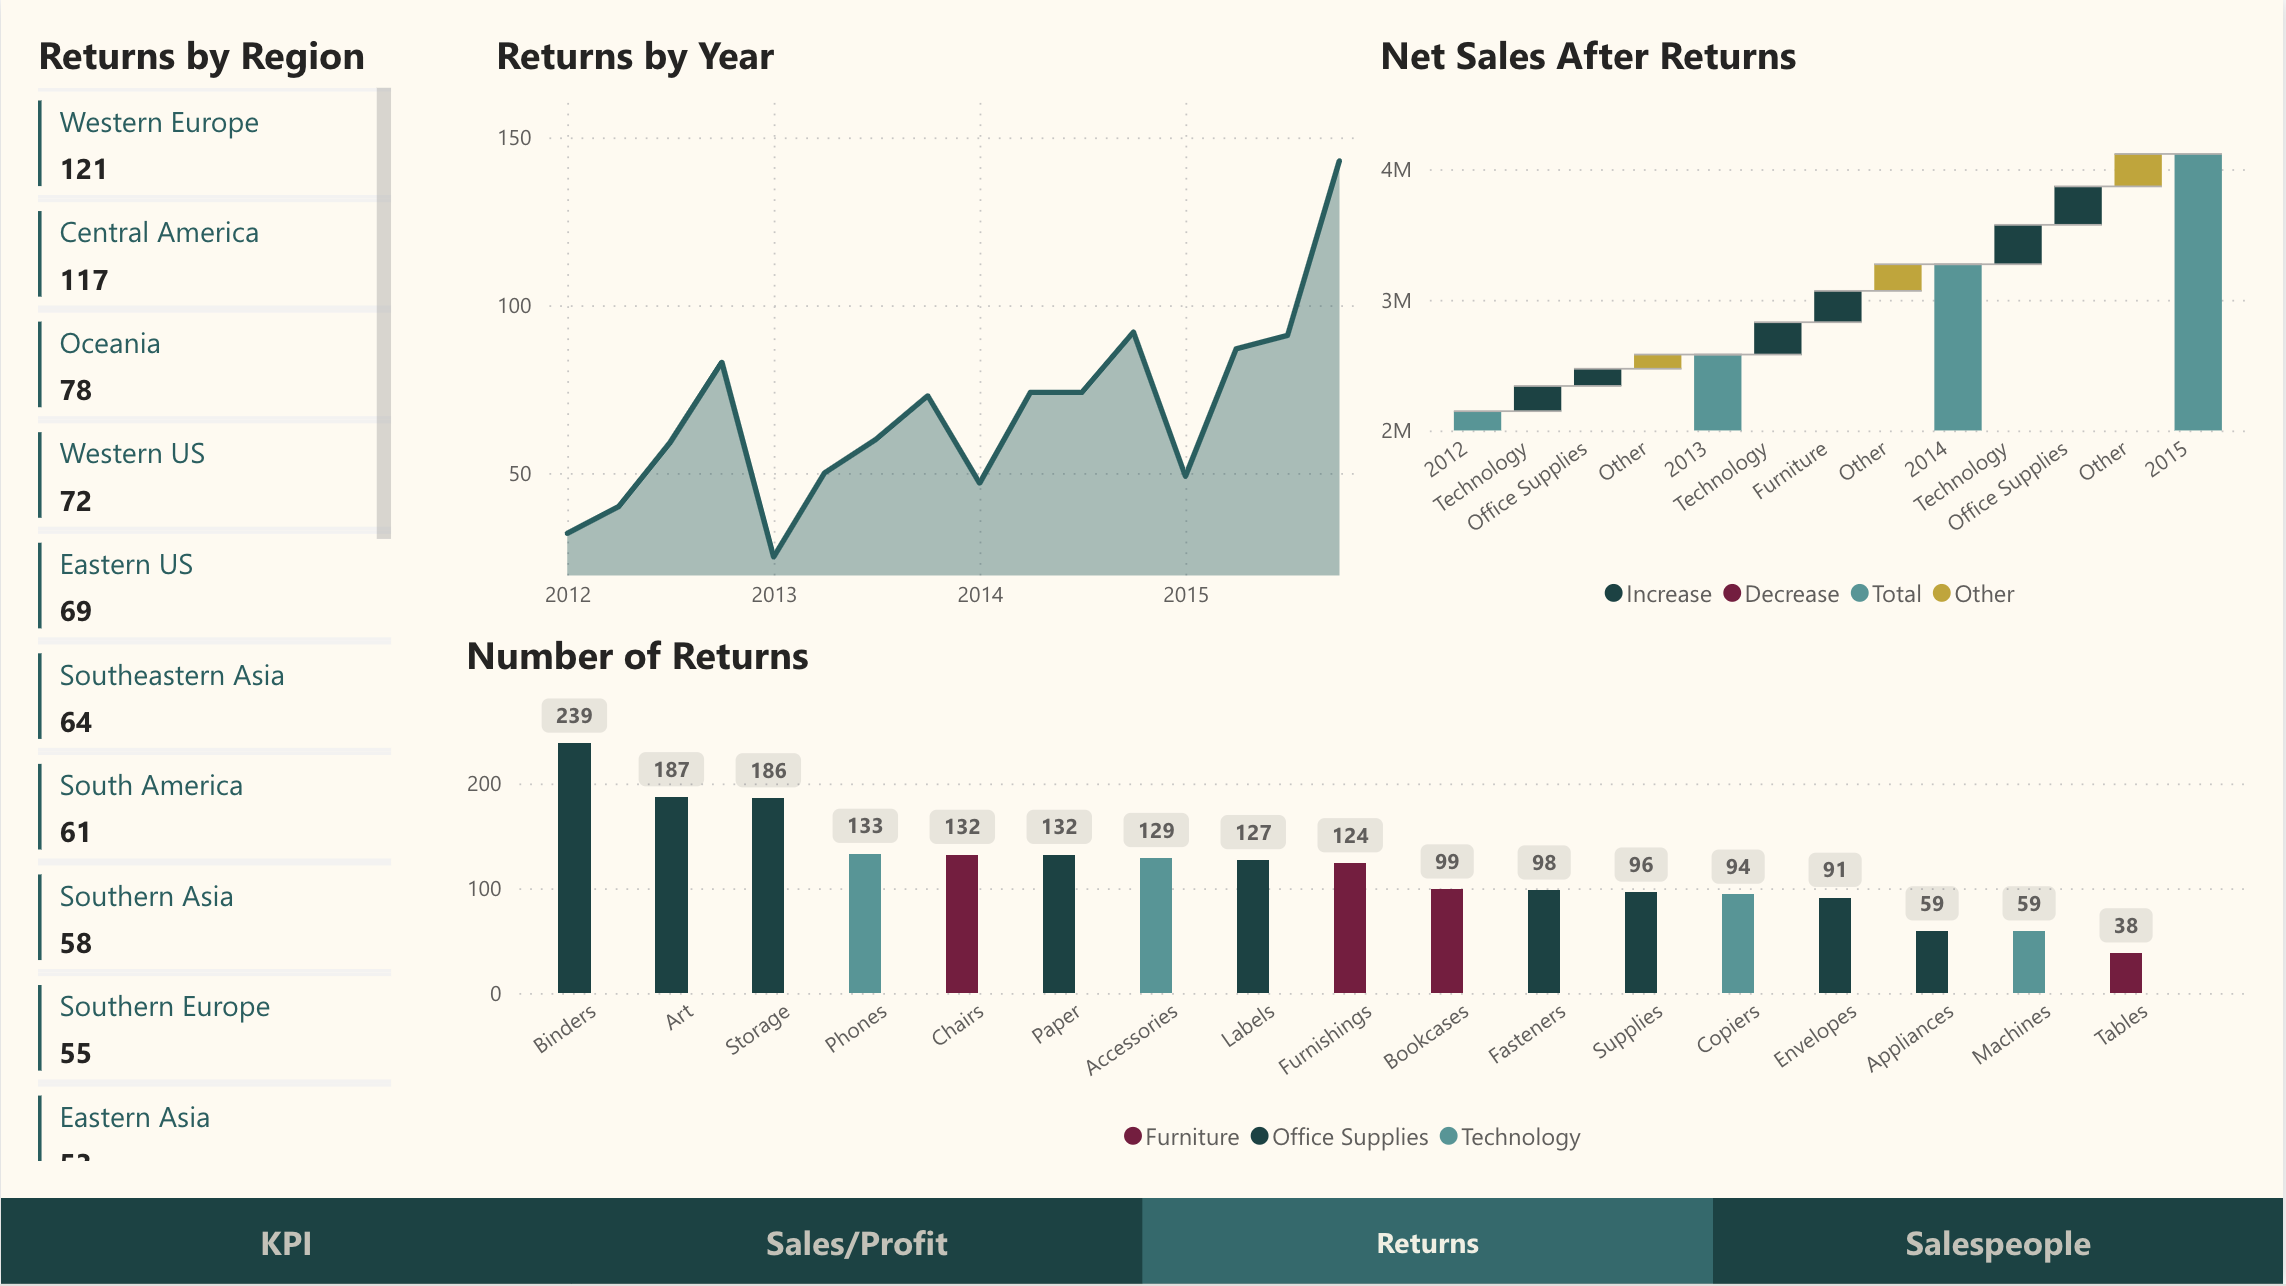 Returns by Region
Western Europe
121
Central America
117
Oceania
78
Western US
72
Eastern US
69
Southeastern Asia
64
South America
61
Southern Asia
58
Southern Europe
55
Eastern Asia
Returns by Year
150
100
50
2012 2013 2014 2015
Net Sales After Returns
4M
3M
2M
2012 Technology Office Supplies Other 2013 Technology Furniture Other 2014 Technology Office Supplies Other 2015
Increase Decrease Total Other
Number of Returns
239 187 186 133 132 132 129 127 124 99 98 96 94 91 59 59 38
200
100
0
Binders Art Storage Phones Chairs Paper Accessories Labels Furnishings Bookcases Fasteners Supplies Copiers Envelopes Appliances Machines Tables
Furniture Office Supplies Technology
KPI Sales/Profit Returns Salespeople